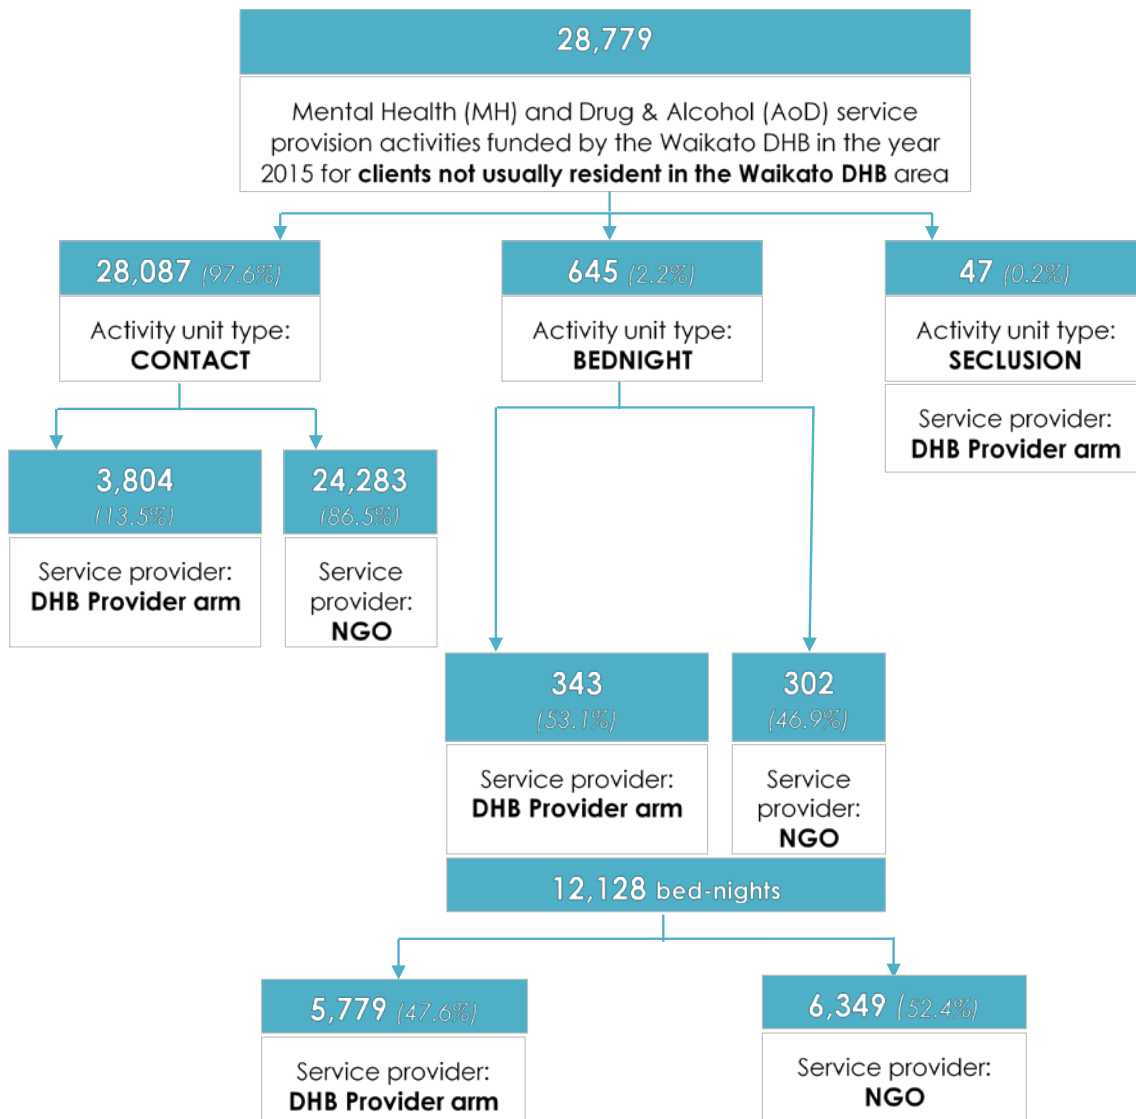 28,779
Mental Health (MH) and Drug & Alcohol (AoD) service
provision activities funded by the Waikato DHB in the year
2015 for clients not usually resident in the Waikato DHB area
28,087 (97.6%)
Activity unit type:
CONTACT
645 (2.2%)
Activity unit type:
BEDNIGHT
47 (0.2%)
Activity unit type:
SECLUSION
Service provider:
DHB Provider arm
3,804
(13.5%)
Service provider:
DHB Provider arm
24,283
(86.5%)
Service
provider:
NGO
343
(53.1%)
Service provider:
DHB Provider arm
302
(46.9%)
Service
provider:
NGO
12,128 bed-nights
5,779 (47.6%)
Service provider:
DHB Provider arm
6,349 (52.4%)
Service provider:
NGO